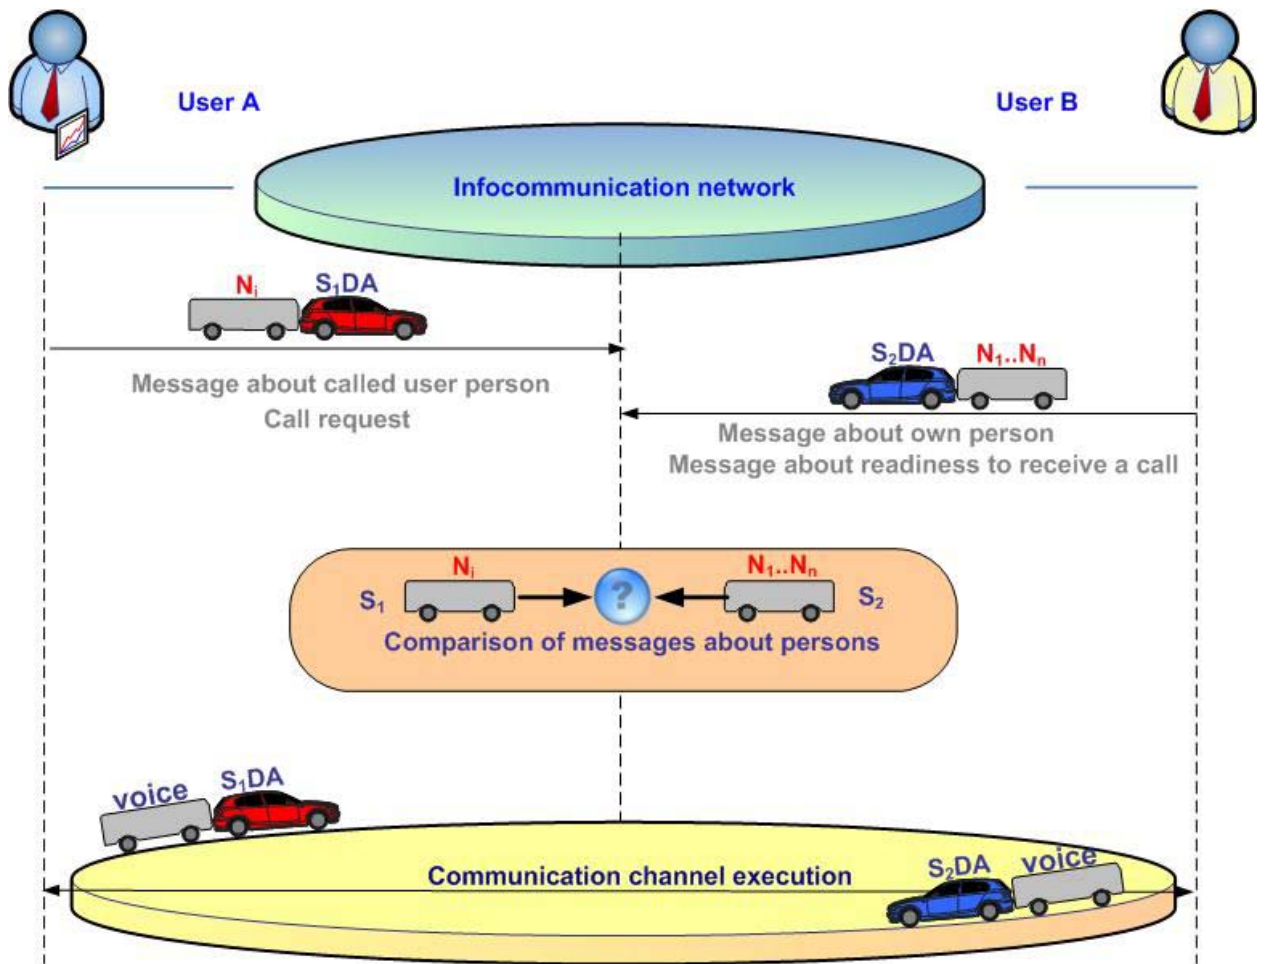 User A
User B
Infocommunication network
Nᵢ
S₁DA
Message about called user person
Call request
S₂DA
N₁..Nₙ
Message about own person
Message about readiness to receive a call
Nᵢ
N₁..Nₙ
S₁
?
S₂
Comparison of messages about persons
voice
S₁DA
Communication channel execution
S₂DA
voice